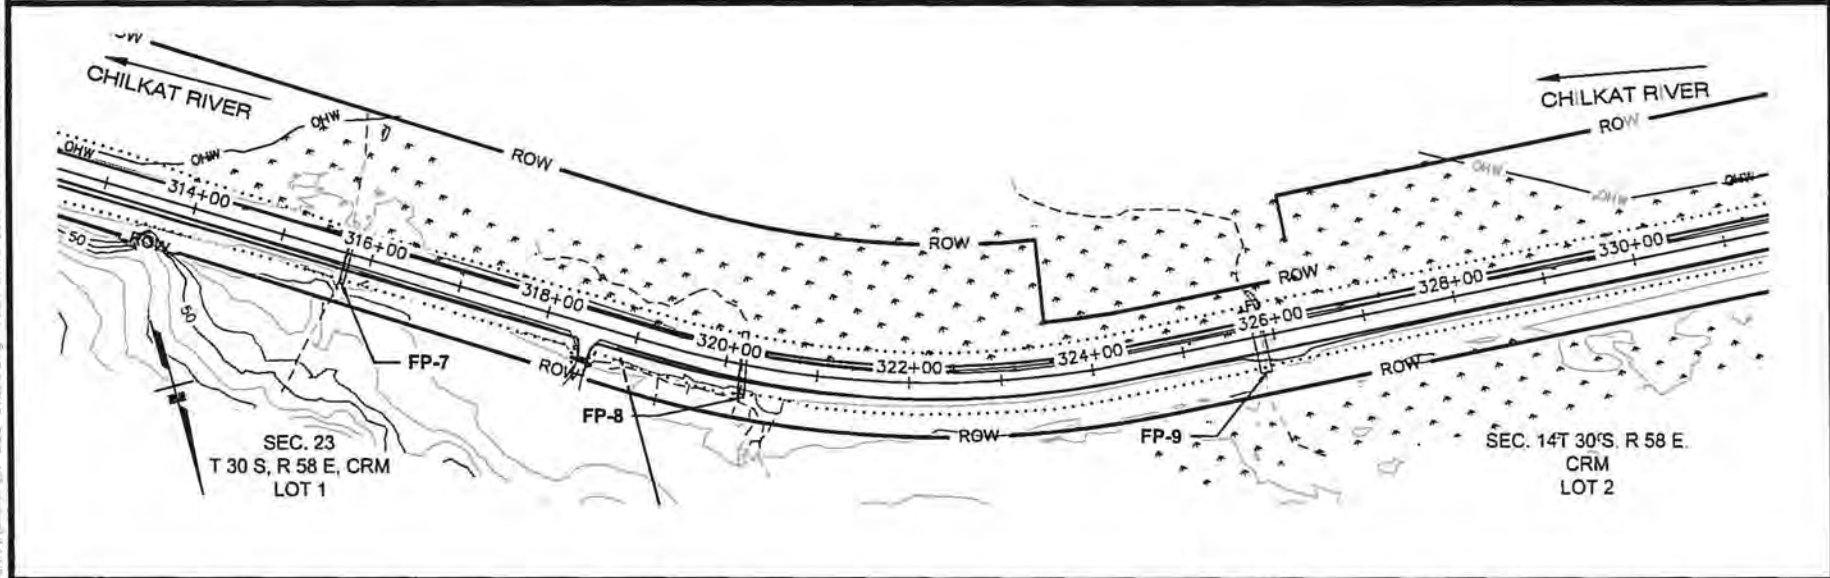 CHILKAT RIVER
CHILKAT RIVER
ROW
OHW
ROW
OHW
OHW
OHW
OHW
OHW
314+00
ROW
ROW
330+00
50
ROW
316+00
ROW
328+00
318+00
326+00
50
320+00
324+00
322+00
FP-7
ROW
ROW
FP-8
ROW
FP-9
SEC. 23
T 30 S, R 58 E, CRM
LOT 1
SEC. 14 T 30 S. R 58 E.
CRM
LOT 2